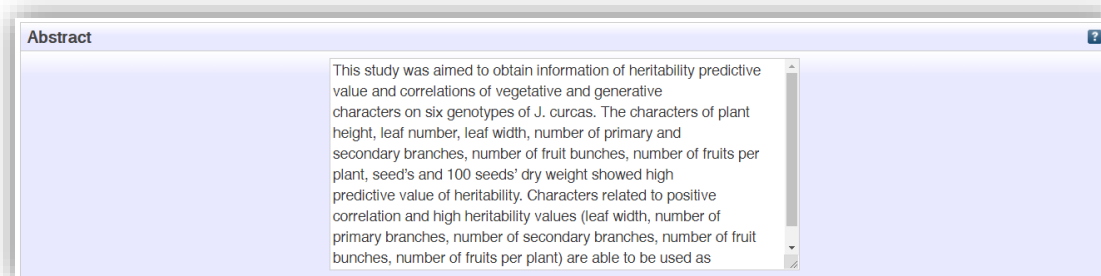 Abstract
?
This study was aimed to obtain information of heritability predictive
value and correlations of vegetative and generative
characters on six genotypes of J. curcas. The characters of plant
height, leaf number, leaf width, number of primary and
secondary branches, number of fruit bunches, number of fruits per
plant, seed's and 100 seeds' dry weight showed high
predictive value of heritability. Characters related to positive
correlation and high heritability values (leaf width, number of
primary branches, number of secondary branches, number of fruit
bunches, number of fruits per plant) are able to be used as